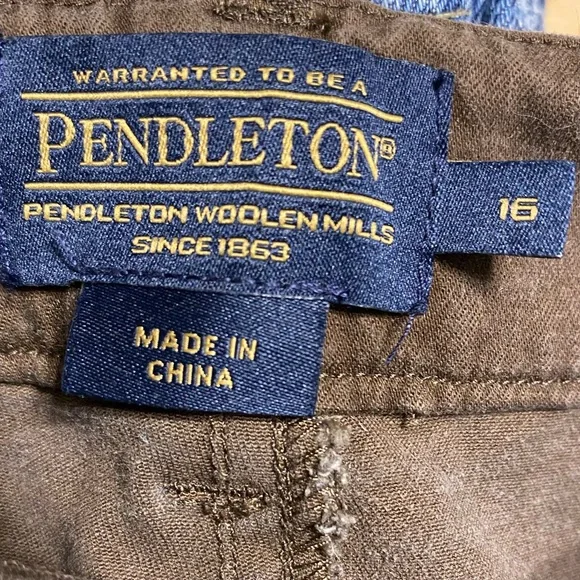 WARRANTED TO BE A
PENDLETON®
PENDLETON WOOLEN MILLS
SINCE 1863
16
MADE IN
CHINA